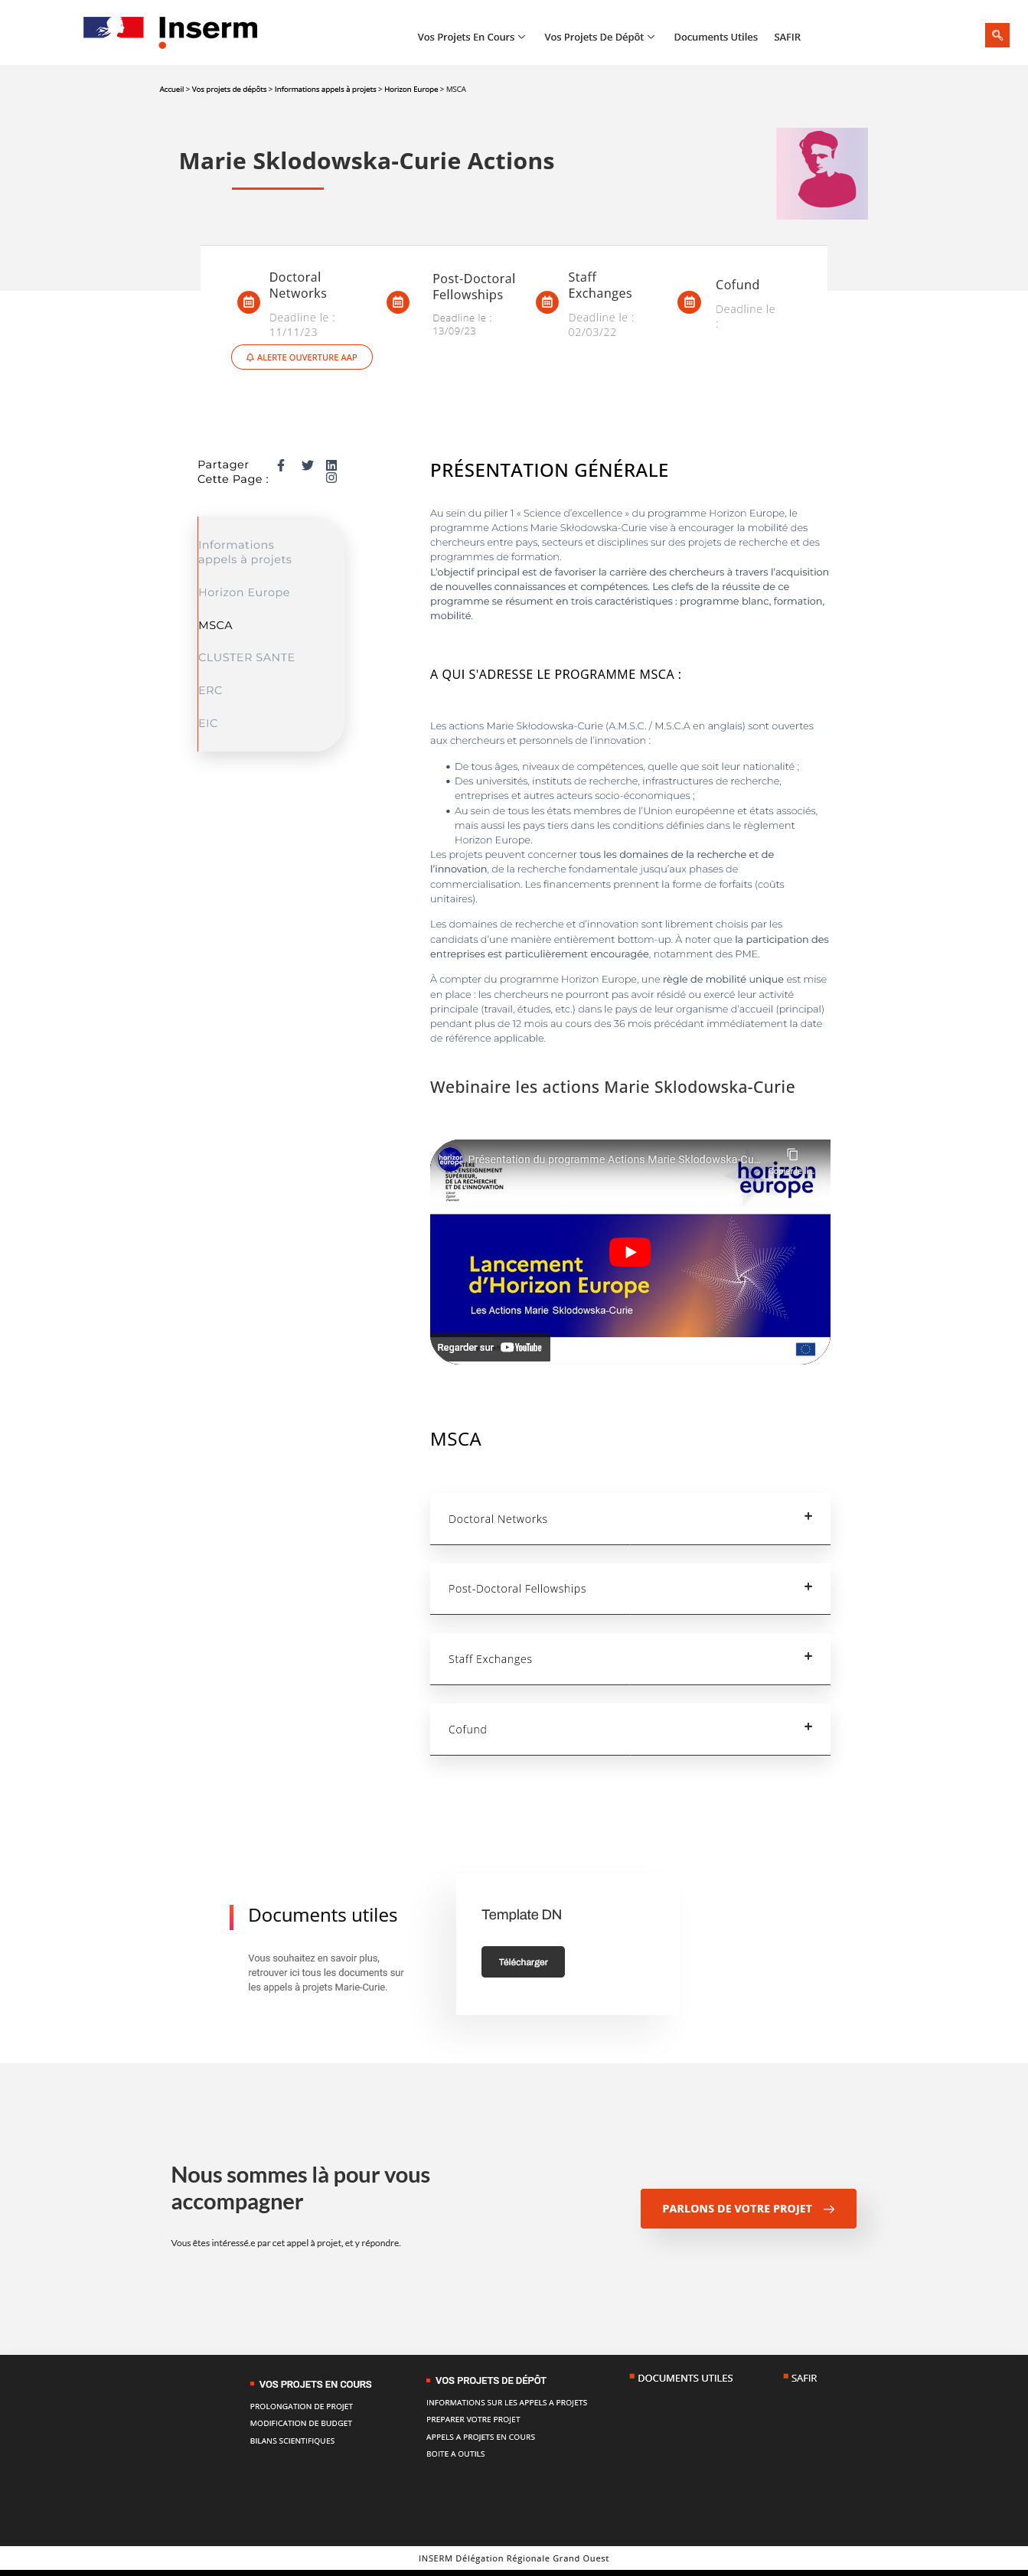 Inserm
Vos Projets En Cours
Vos Projets De Dépôt
Documents Utiles
SAFIR
Accueil > Vos projets de dépôts > Informations appels à projets > Horizon Europe > MSCA
Marie Sklodowska-Curie Actions
Doctoral
Networks
Deadline le :
11/11/23
Post-Doctoral
Fellowships
Deadline le :
13/09/23
Staff
Exchanges
Deadline le :
02/03/22
Cofund
Deadline le
:
ALERTE OUVERTURE AAP
Partager
Cette Page :
Informations
appels à projets
Horizon Europe
MSCA
CLUSTER SANTE
ERC
EIC
PRÉSENTATION GÉNÉRALE
Au sein du pilier 1 « Science d'excellence » du programme Horizon Europe, le
programme Actions Marie Skłodowska-Curie vise à encourager la mobilité des
chercheurs entre pays, secteurs et disciplines sur des projets de recherche et des
programmes de formation.
L'objectif principal est de favoriser la carrière des chercheurs à travers l'acquisition
de nouvelles connaissances et compétences. Les clefs de la réussite de ce
programme se résument en trois caractéristiques : programme blanc, formation,
mobilité.
A QUI S'ADRESSE LE PROGRAMME MSCA :
Les actions Marie Skłodowska-Curie (A.M.S.C. / M.S.C.A en anglais) sont ouvertes
aux chercheurs et personnels de l'innovation :
• De tous âges, niveaux de compétences, quelle que soit leur nationalité ;
• Des universités, instituts de recherche, infrastructures de recherche,
entreprises et autres acteurs socio-économiques ;
• Au sein de tous les états membres de l'Union européenne et états associés,
mais aussi les pays tiers dans les conditions définies dans le règlement
Horizon Europe.
Les projets peuvent concerner tous les domaines de la recherche et de
l'innovation, de la recherche fondamentale jusqu'aux phases de
commercialisation. Les financements prennent la forme de forfaits (coûts
unitaires).
Les domaines de recherche et d'innovation sont librement choisis par les
candidats d'une manière entièrement bottom-up. À noter que la participation des
entreprises est particulièrement encouragée, notamment des PME.
À compter du programme Horizon Europe, une règle de mobilité unique est mise
en place : les chercheurs ne pourront pas avoir résidé ou exercé leur activité
principale (travail, études, etc.) dans le pays de leur organisme d'accueil (principal)
pendant plus de 12 mois au cours des 36 mois précédant immédiatement la date
de référence applicable.
Webinaire les actions Marie Sklodowska-Curie
Présentation du programme Actions Marie Sklodowska-Cu...
horizon
europe
SUPÉRIEUR,
DE LA RECHERCHE
ET DE L'INNOVATION
horizon
europe
Lancement
d'Horizon Europe
Les Actions Marie Sklodowska-Curie
Regarder sur YouTube
MSCA
Doctoral Networks
Post-Doctoral Fellowships
Staff Exchanges
Cofund
Documents utiles
Vous souhaitez en savoir plus,
retrouver ici tous les documents sur
les appels à projets Marie-Curie.
Template DN
Télécharger
Nous sommes là pour vous
accompagner
Vous êtes intéressé.e par cet appel à projet, et y répondre.
PARLONS DE VOTRE PROJET
VOS PROJETS EN COURS
PROLONGATION DE PROJET
MODIFICATION DE BUDGET
BILANS SCIENTIFIQUES
VOS PROJETS DE DÉPÔT
INFORMATIONS SUR LES APPELS A PROJETS
PREPARER VOTRE PROJET
APPELS A PROJETS EN COURS
BOITE A OUTILS
DOCUMENTS UTILES
SAFIR
INSERM Délégation Régionale Grand Ouest